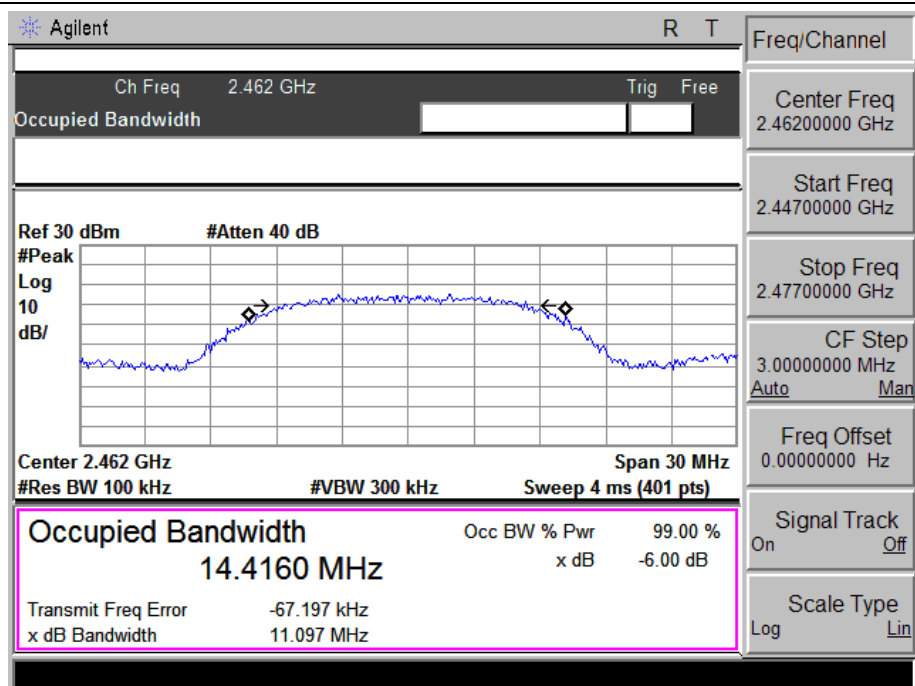 Agilent R T
Freq/Channel
Ch Freq 2.462 GHz Trig Free
Occupied Bandwidth
Center Freq
2.46200000 GHz
Start Freq
2.44700000 GHz
Ref 30 dBm #Atten 40 dB
#Peak
Log
10
dB/
Stop Freq
2.47700000 GHz
CF Step
3.00000000 MHz
Auto Man
Center 2.462 GHz Span 30 MHz
#Res BW 100 kHz #VBW 300 kHz Sweep 4 ms (401 pts)
Freq Offset
0.00000000 Hz
Occupied Bandwidth Occ BW % Pwr 99.00 %
14.4160 MHz x dB -6.00 dB
Transmit Freq Error -67.197 kHz
x dB Bandwidth 11.097 MHz
Signal Track
On Off
Scale Type
Log Lin